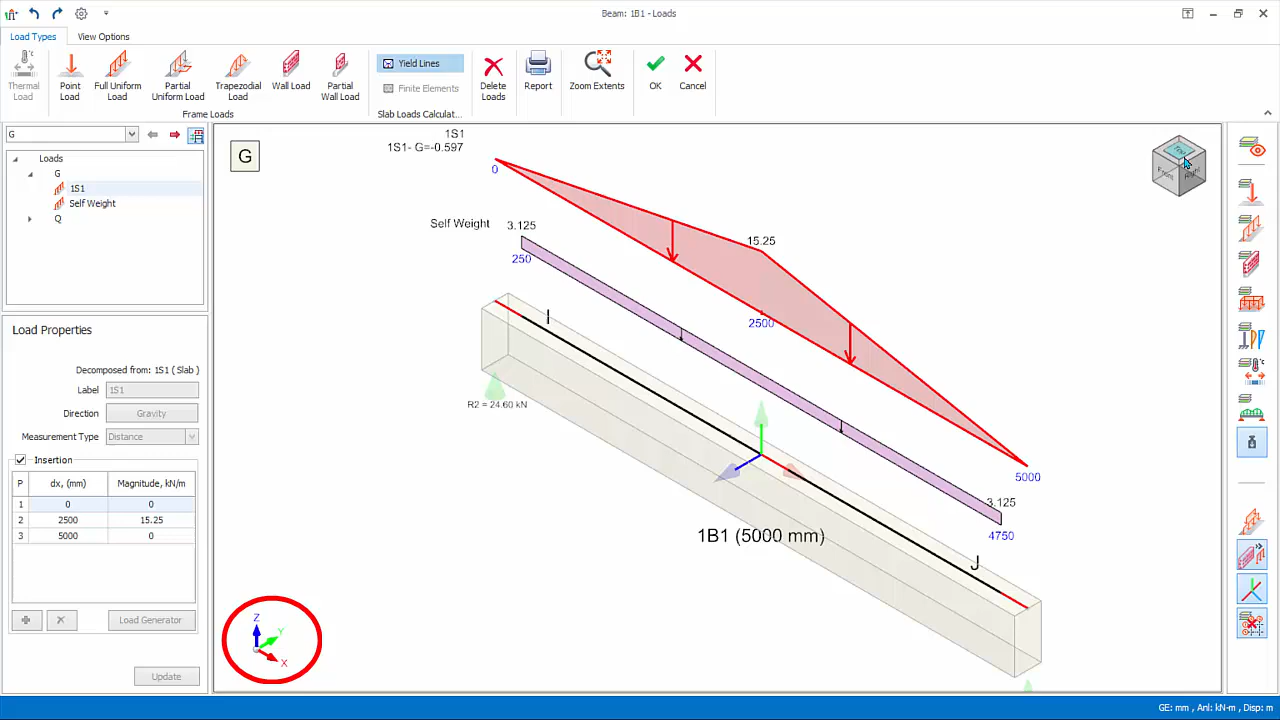 Beam: 1B1 - Loads
Load Types View Options
Thermal Load
Point Load
Full Uniform Load
Partial Uniform Load
Trapezodial Load
Wall Load
Partial Wall Load
Frame Loads
Yield Lines
Finite Elements
Slab Loads Calculat...
Delete Loads
Report
Zoom Extents
OK
Cancel
G
Loads
G
1S1
Self Weight
Q
Load Properties
Decomposed from: 1S1 ( Slab )
Label 1S1
Direction Gravity
Measurement Type Distance
Insertion
P dx, (mm) Magnitude, kN/m
1 0 0
2 2500 15.25
3 5000 0
Load Generator
Update
G
1S1
1S1- G=-0.597
0
15.25
2500
5000
Self Weight 3.125
250
3.125
4750
I
R2 = 24.60 kN
1B1 (5000 mm)
J
Z
Y
X
Top
Front
Right
GE: mm , Anl: kN-m , Disp: m